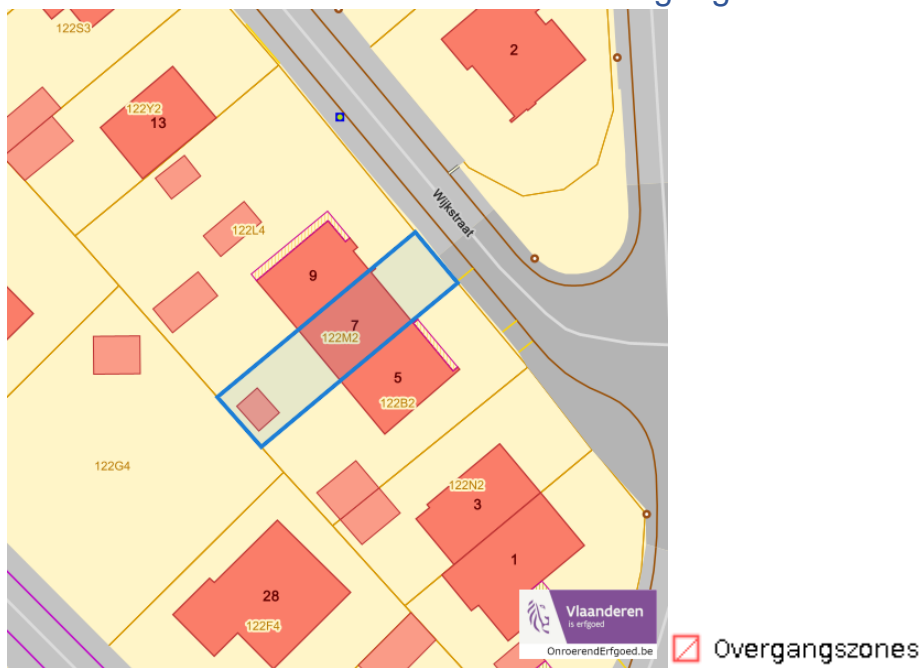 122S3
2
122Y2
13
Wijkstraat
122L4
9
7
122M2
5
122B2
122G4
122N2
3
1
28
122F4
Vlaanderen
is erfgoed
OnroerendErfgoed.be
Overgangszones